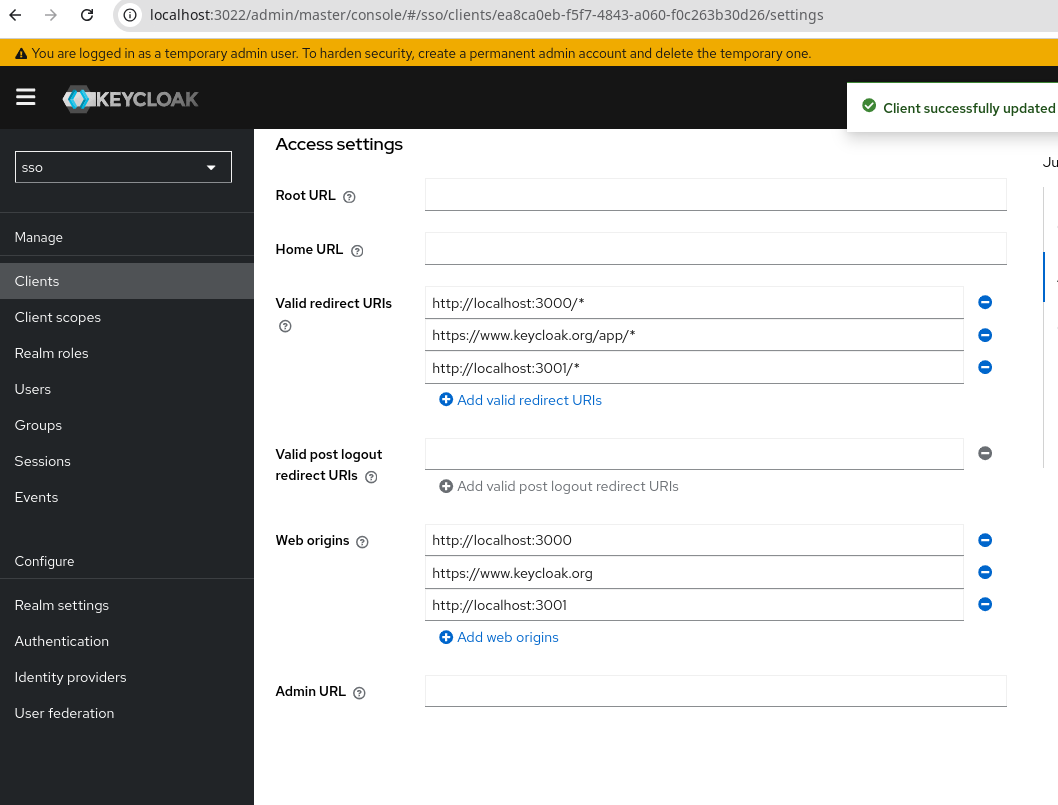 localhost:3022/admin/master/console/#/sso/clients/ea8ca0eb-f5f7-4843-a060-f0c263b30d26/settings
You are logged in as a temporary admin user. To harden security, create a permanent admin account and delete the temporary one.
KEYCLOAK
Client successfully updated
sso
Manage
Clients
Client scopes
Realm roles
Users
Groups
Sessions
Events
Configure
Realm settings
Authentication
Identity providers
User federation
Access settings
Ju
Root URL
Home URL
Valid redirect URIs
http://localhost:3000/*
https://www.keycloak.org/app/*
http://localhost:3001/*
Add valid redirect URIs
Valid post logout
redirect URIs
Add valid post logout redirect URIs
Web origins
http://localhost:3000
https://www.keycloak.org
http://localhost:3001
Add web origins
Admin URL